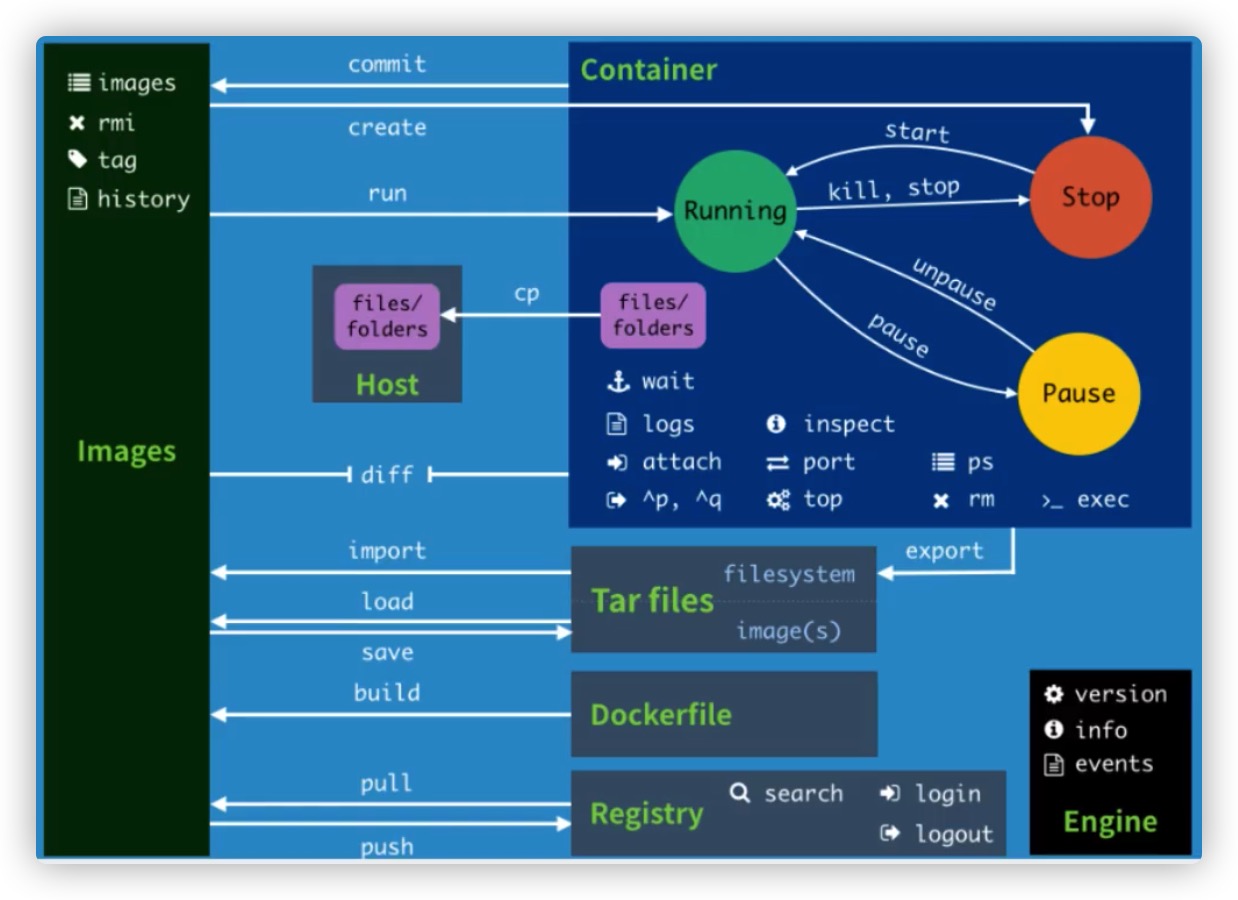 images
rmi
tag
history
Images
commit
create
run
cp
files/
folders
Host
diff
import
load
save
build
pull
push
Container
start
Running
kill, stop
Stop
unpause
pause
Pause
files/
folders
wait
logs
inspect
attach
port
ps
^p, ^q
top
rm
>_ exec
export
Tar files
filesystem
image(s)
Dockerfile
Registry
search
login
logout
version
info
events
Engine